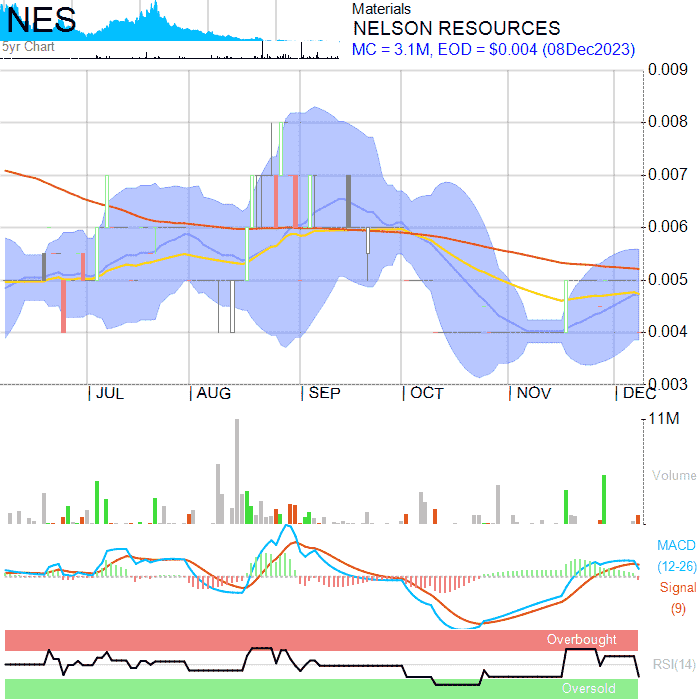 NES
5yr Chart
Materials
NELSON RESOURCES
MC = 3.1M, EOD = $0.004 (08Dec2023)
0.009
0.008
0.007
0.006
0.005
0.004
0.003
JUL
AUG
SEP
OCT
NOV
DEC
11M
Volume
MACD
(12-26)
Signal
(9)
Overbought
RSI(14)
Oversold